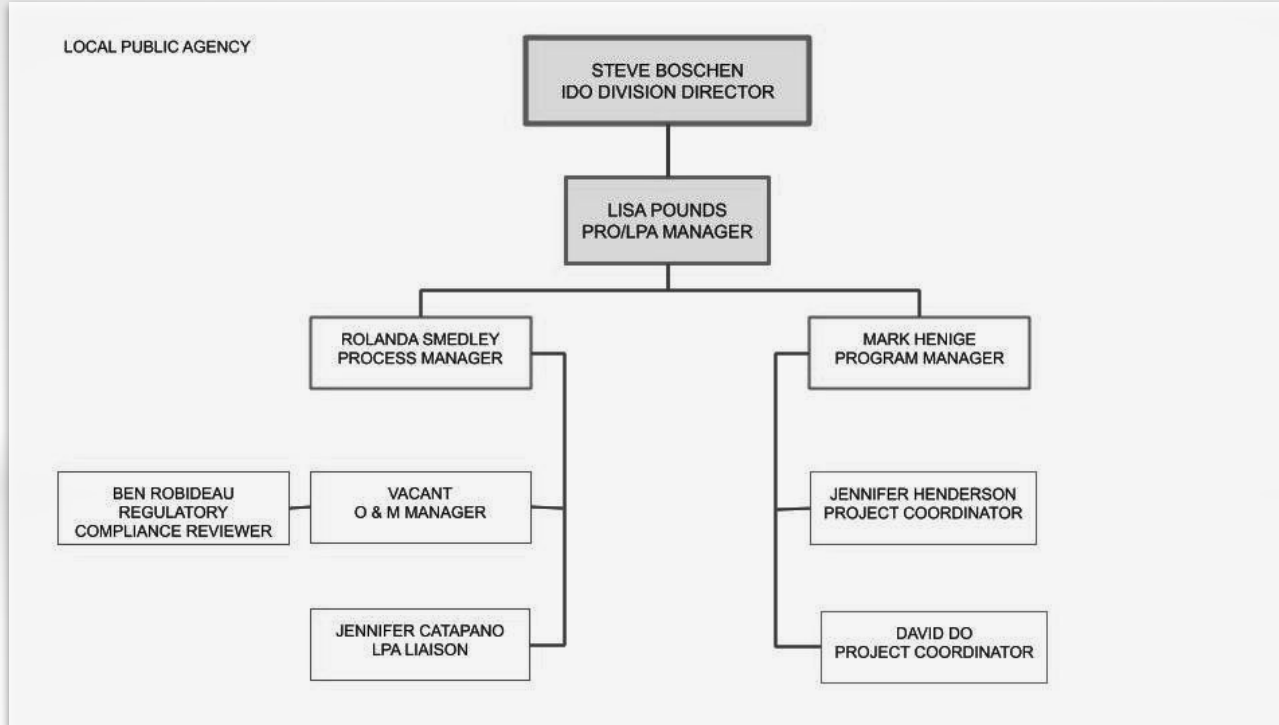 LOCAL PUBLIC AGENCY
STEVE BOSCHEN
IDO DIVISION DIRECTOR
LISA POUNDS
PRO/LPA MANAGER
ROLANDA SMEDLEY
PROCESS MANAGER
MARK HENIGE
PROGRAM MANAGER
BEN ROBIDEAU
REGULATORY
COMPLIANCE REVIEWER
VACANT
O & M MANAGER
JENNIFER HENDERSON
PROJECT COORDINATOR
JENNIFER CATAPANO
LPA LIAISON
DAVID DO
PROJECT COORDINATOR